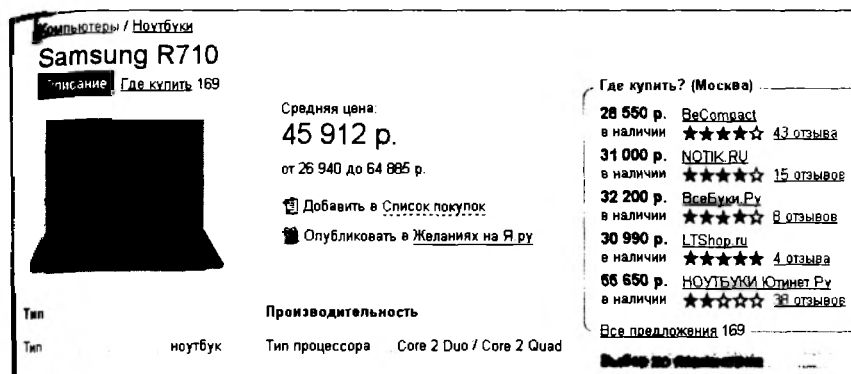 Компьютеры / Ноутбуки
Samsung R710
Описание Где купить 169
Средняя цена:
45 912 р.
от 26 940 до 64 885 р.
Добавить в Список покупок
Опубликовать в Желаниях на Я.ру
Где купить? (Москва)
28 550 р. BeCompact
в наличии ★★★★☆ 43 отзыва
31 000 р. NOTIK.RU
в наличии ★★★★☆ 15 отзывов
32 200 р. ВсеБуки.Ру
в наличии ★★★★☆ 8 отзывов
30 990 р. LTShop.ru
в наличии ★★★★★ 4 отзыва
55 650 р. НОУТБУКИ Ютинет.Ру
в наличии ★★☆☆☆ 38 отзывов
Все предложения 169
Тип
Тип ноутбук
Производительность
Тип процессора Core 2 Duo / Core 2 Quad